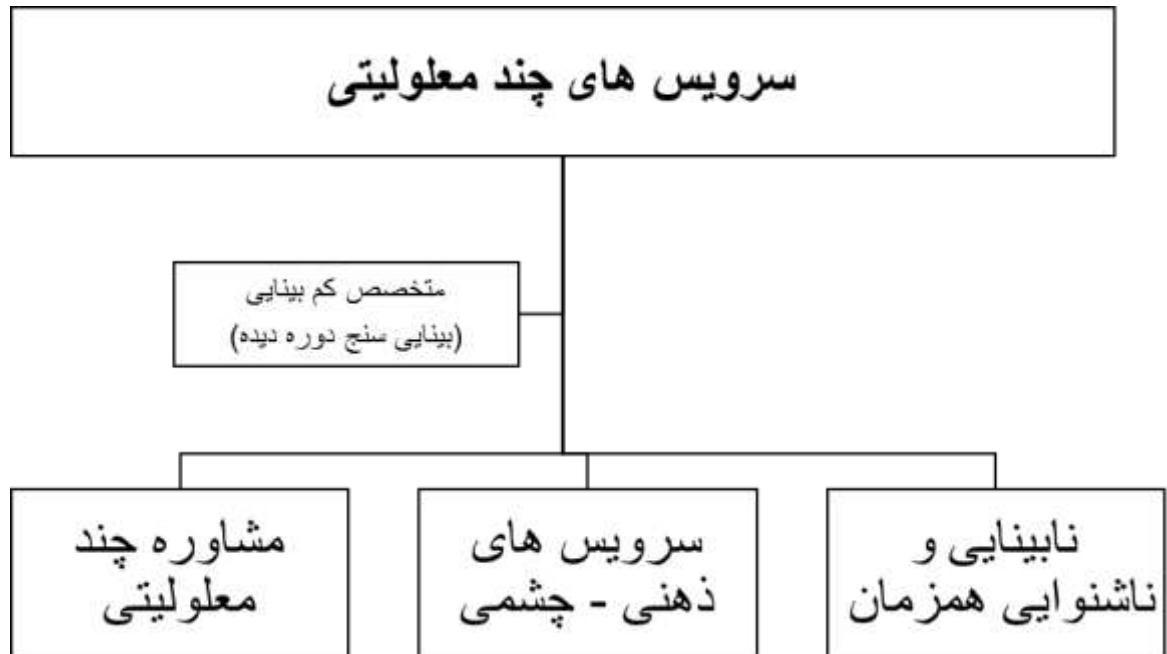 سرویس های چند معلولیتی
متخصص کم بینایی
(بینایی سنج دوره دیده)
نابینایی و
ناشنوایی همزمان
سرویس های
ذهنی - چشمی
مشاوره چند
معلولیتی